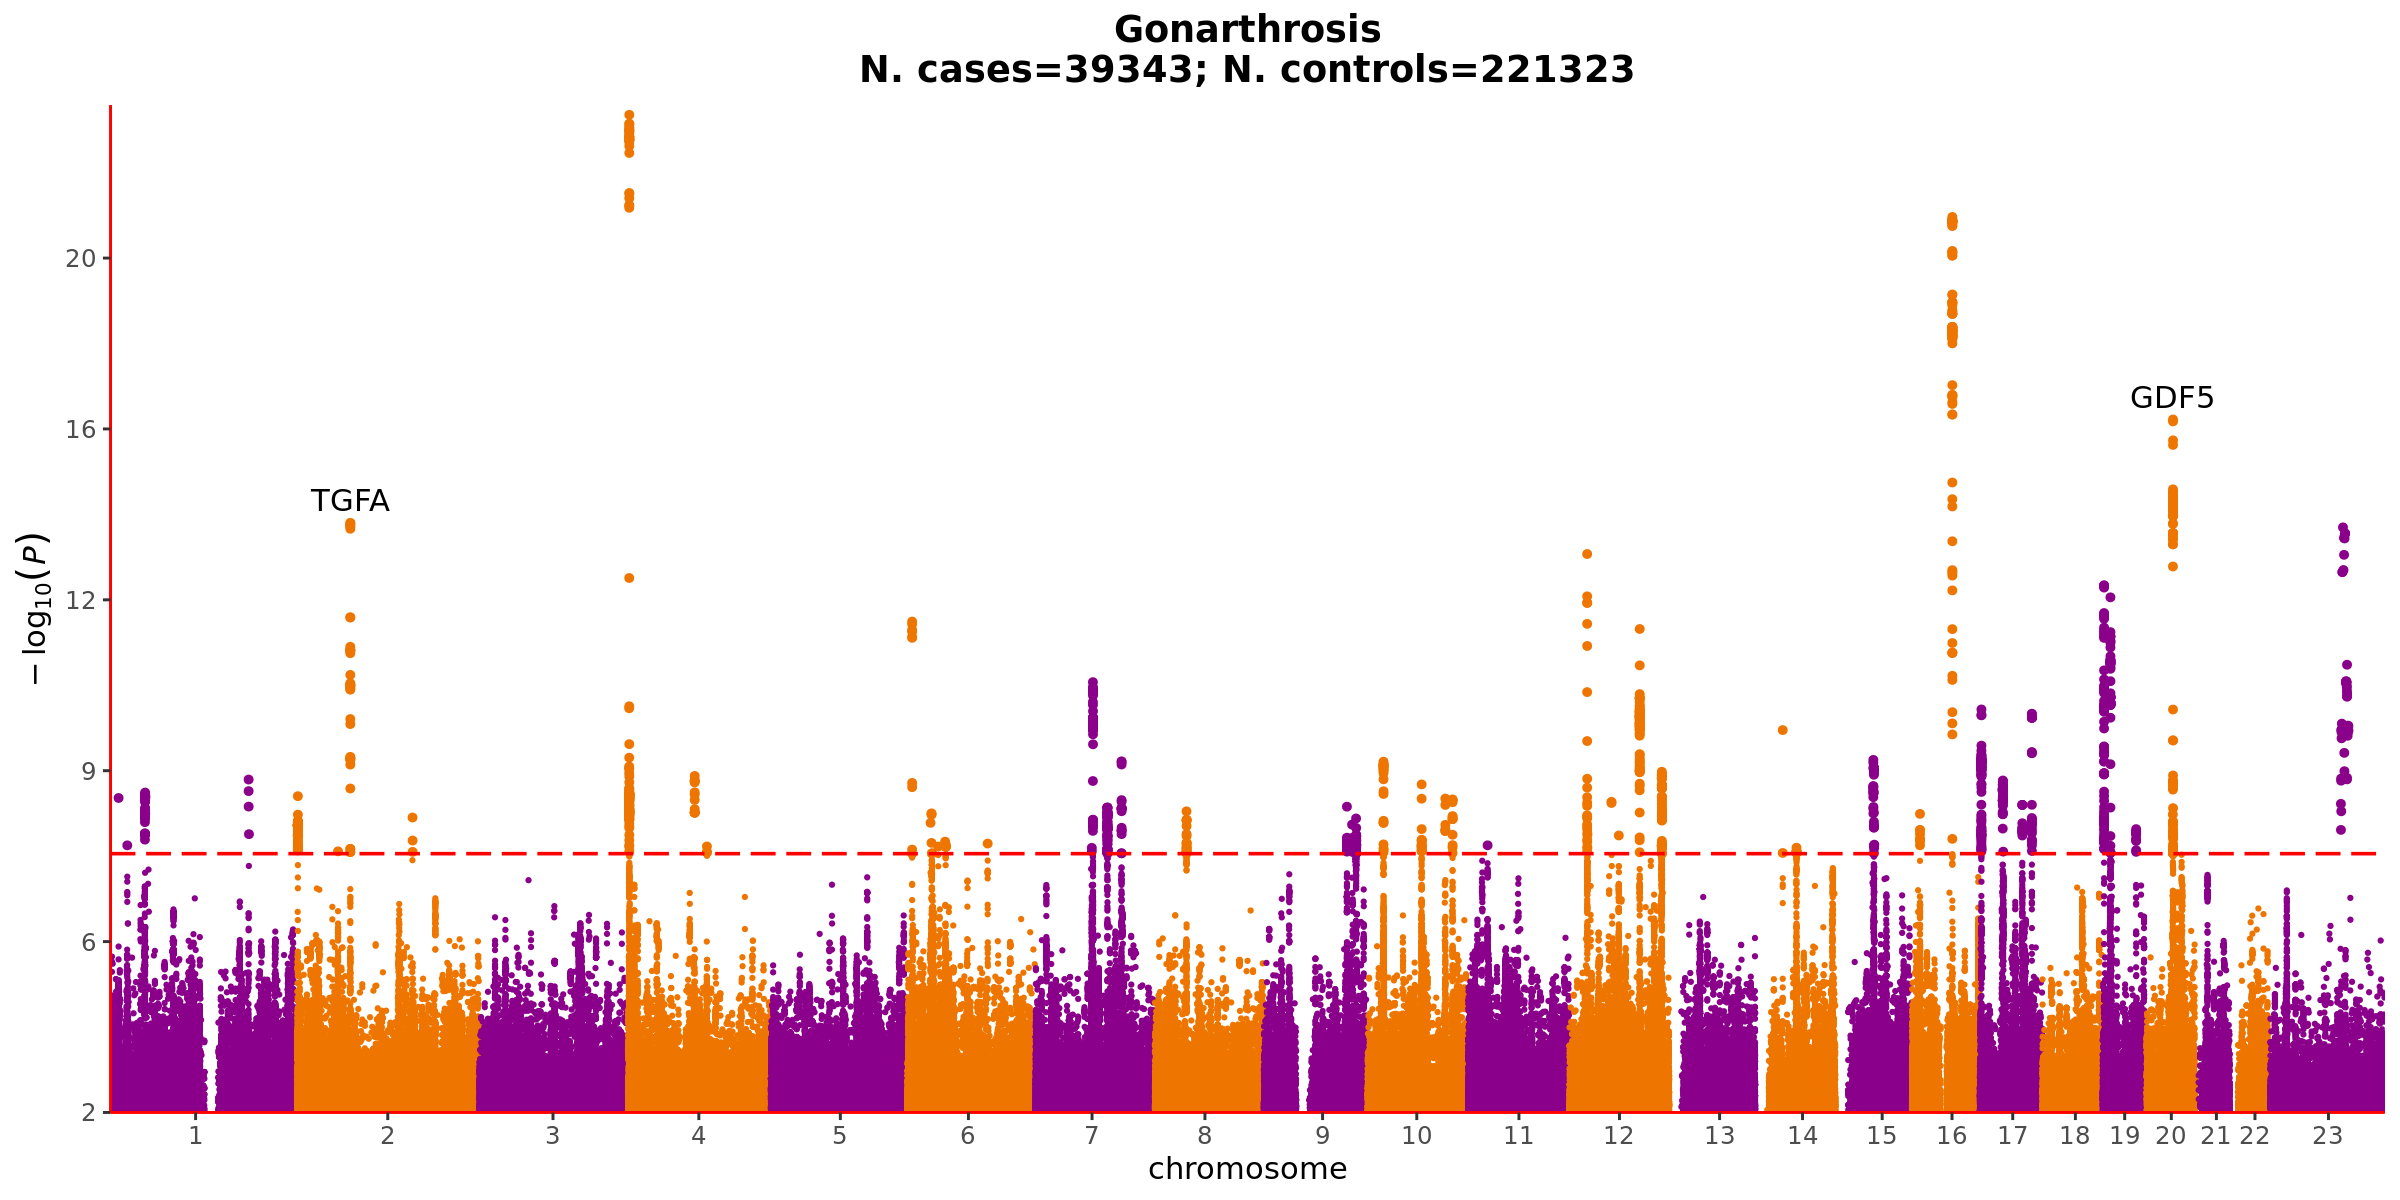 Gonarthrosis
N. cases=39343; N. controls=221323
GDF5
TGFA
20
16
12
9
6
2
− log10(P)
1 2 3 4 5 6 7 8 9 10 11 12 13 14 15 16 17 18 19 20 21 22 23
chromosome